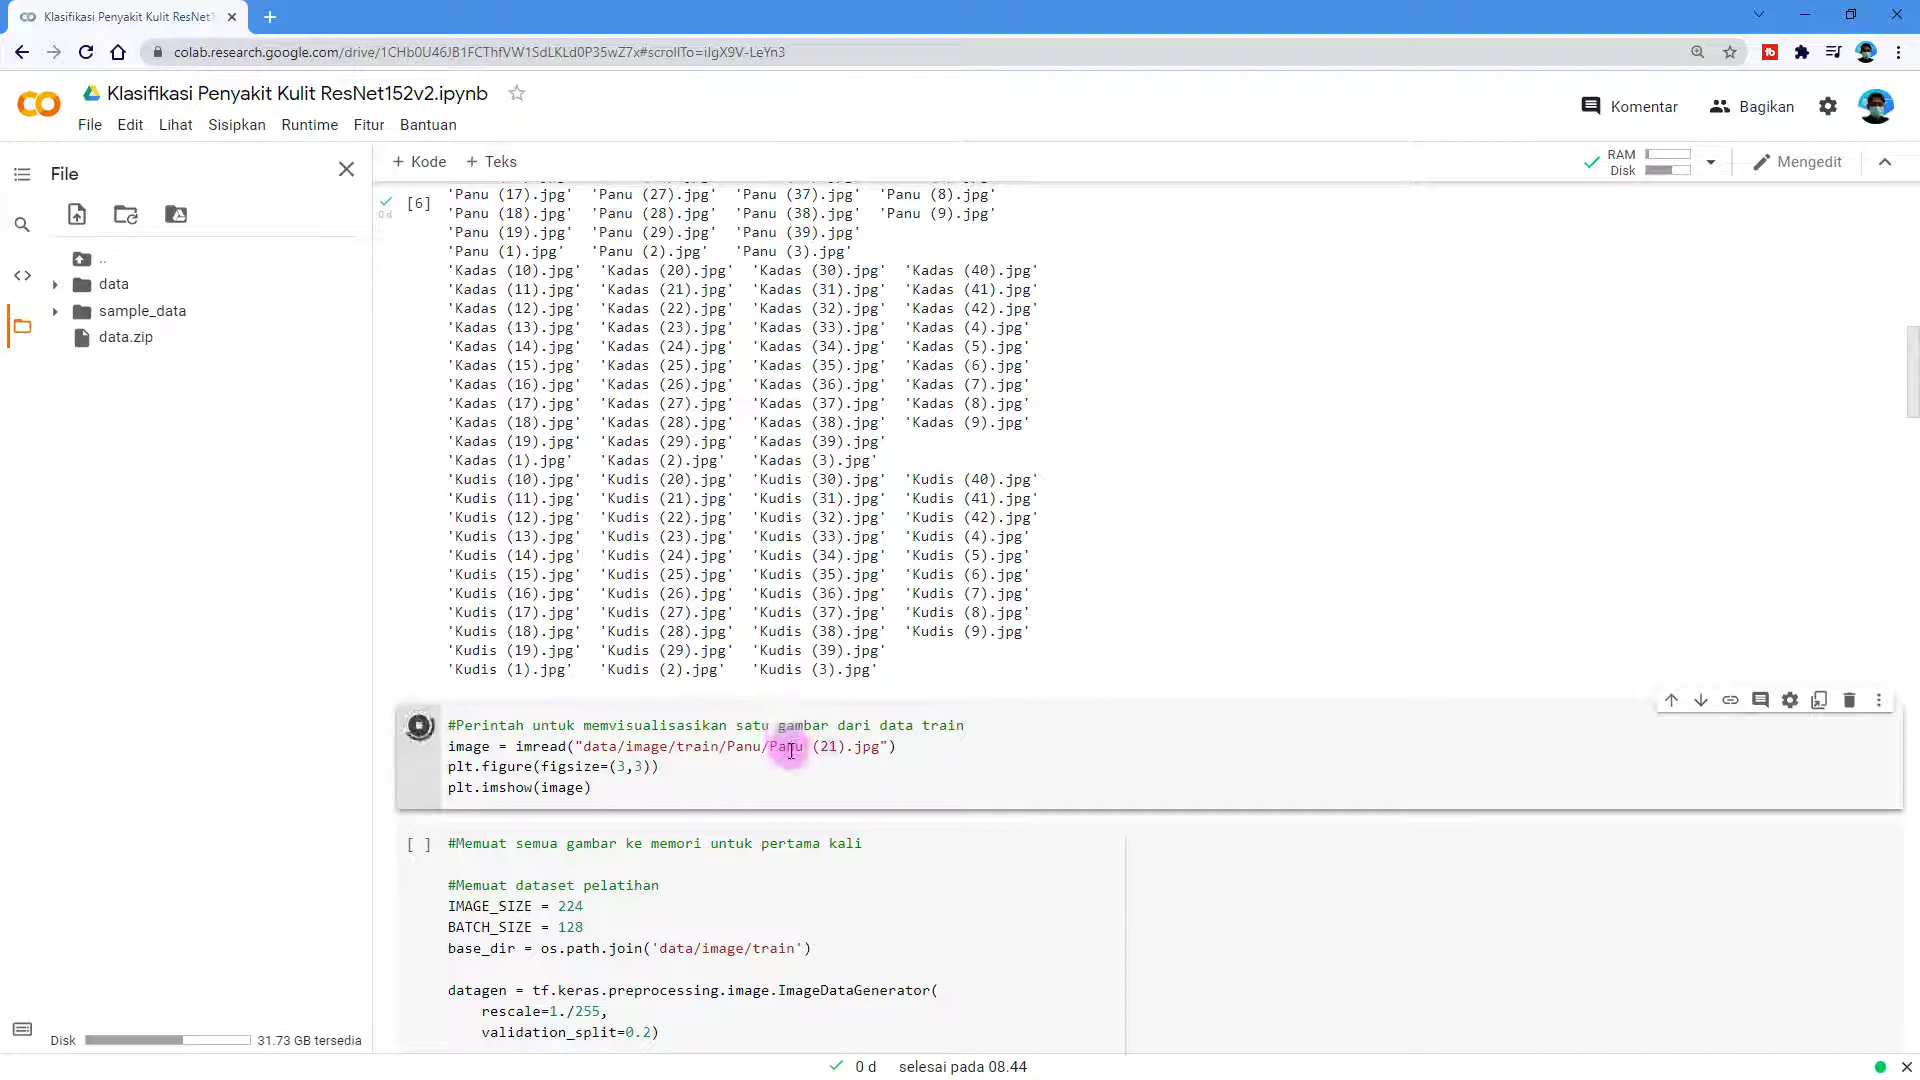 Klasifikasi Penyakit Kulit ResNet1
colab.research.google.com/drive/1CHb0U46JB1FCThfVW1SdLKLd0P35wZ7x#scrollTo=iIgX9V-LeYn3
Klasifikasi Penyakit Kulit ResNet152v2.ipynb
File Edit Lihat Sisipkan Runtime Fitur Bantuan
Komentar Bagikan
File
+ Kode + Teks
RAM
Disk
Mengedit
..
data
sample_data
data.zip
[6]
0 d
'Panu (17).jpg' 'Panu (27).jpg' 'Panu (37).jpg' 'Panu (8).jpg'
'Panu (18).jpg' 'Panu (28).jpg' 'Panu (38).jpg' 'Panu (9).jpg'
'Panu (19).jpg' 'Panu (29).jpg' 'Panu (39).jpg'
'Panu (1).jpg' 'Panu (2).jpg' 'Panu (3).jpg'
'Kadas (10).jpg' 'Kadas (20).jpg' 'Kadas (30).jpg' 'Kadas (40).jpg'
'Kadas (11).jpg' 'Kadas (21).jpg' 'Kadas (31).jpg' 'Kadas (41).jpg'
'Kadas (12).jpg' 'Kadas (22).jpg' 'Kadas (32).jpg' 'Kadas (42).jpg'
'Kadas (13).jpg' 'Kadas (23).jpg' 'Kadas (33).jpg' 'Kadas (4).jpg'
'Kadas (14).jpg' 'Kadas (24).jpg' 'Kadas (34).jpg' 'Kadas (5).jpg'
'Kadas (15).jpg' 'Kadas (25).jpg' 'Kadas (35).jpg' 'Kadas (6).jpg'
'Kadas (16).jpg' 'Kadas (26).jpg' 'Kadas (36).jpg' 'Kadas (7).jpg'
'Kadas (17).jpg' 'Kadas (27).jpg' 'Kadas (37).jpg' 'Kadas (8).jpg'
'Kadas (18).jpg' 'Kadas (28).jpg' 'Kadas (38).jpg' 'Kadas (9).jpg'
'Kadas (19).jpg' 'Kadas (29).jpg' 'Kadas (39).jpg'
'Kadas (1).jpg' 'Kadas (2).jpg' 'Kadas (3).jpg'
'Kudis (10).jpg' 'Kudis (20).jpg' 'Kudis (30).jpg' 'Kudis (40).jpg'
'Kudis (11).jpg' 'Kudis (21).jpg' 'Kudis (31).jpg' 'Kudis (41).jpg'
'Kudis (12).jpg' 'Kudis (22).jpg' 'Kudis (32).jpg' 'Kudis (42).jpg'
'Kudis (13).jpg' 'Kudis (23).jpg' 'Kudis (33).jpg' 'Kudis (4).jpg'
'Kudis (14).jpg' 'Kudis (24).jpg' 'Kudis (34).jpg' 'Kudis (5).jpg'
'Kudis (15).jpg' 'Kudis (25).jpg' 'Kudis (35).jpg' 'Kudis (6).jpg'
'Kudis (16).jpg' 'Kudis (26).jpg' 'Kudis (36).jpg' 'Kudis (7).jpg'
'Kudis (17).jpg' 'Kudis (27).jpg' 'Kudis (37).jpg' 'Kudis (8).jpg'
'Kudis (18).jpg' 'Kudis (28).jpg' 'Kudis (38).jpg' 'Kudis (9).jpg'
'Kudis (19).jpg' 'Kudis (29).jpg' 'Kudis (39).jpg'
'Kudis (1).jpg' 'Kudis (2).jpg' 'Kudis (3).jpg'
#Perintah untuk memvisualisasikan satu gambar dari data train
image = imread("data/image/train/Panu/Panu (21).jpg")
plt.figure(figsize=(3,3))
plt.imshow(image)
[ ]
#Memuat semua gambar ke memori untuk pertama kali
#Memuat dataset pelatihan
IMAGE_SIZE = 224
BATCH_SIZE = 128
base_dir = os.path.join('data/image/train')
datagen = tf.keras.preprocessing.image.ImageDataGenerator(
rescale=1./255,
validation_split=0.2)
Disk 31.73 GB tersedia
0 d selesai pada 08.44